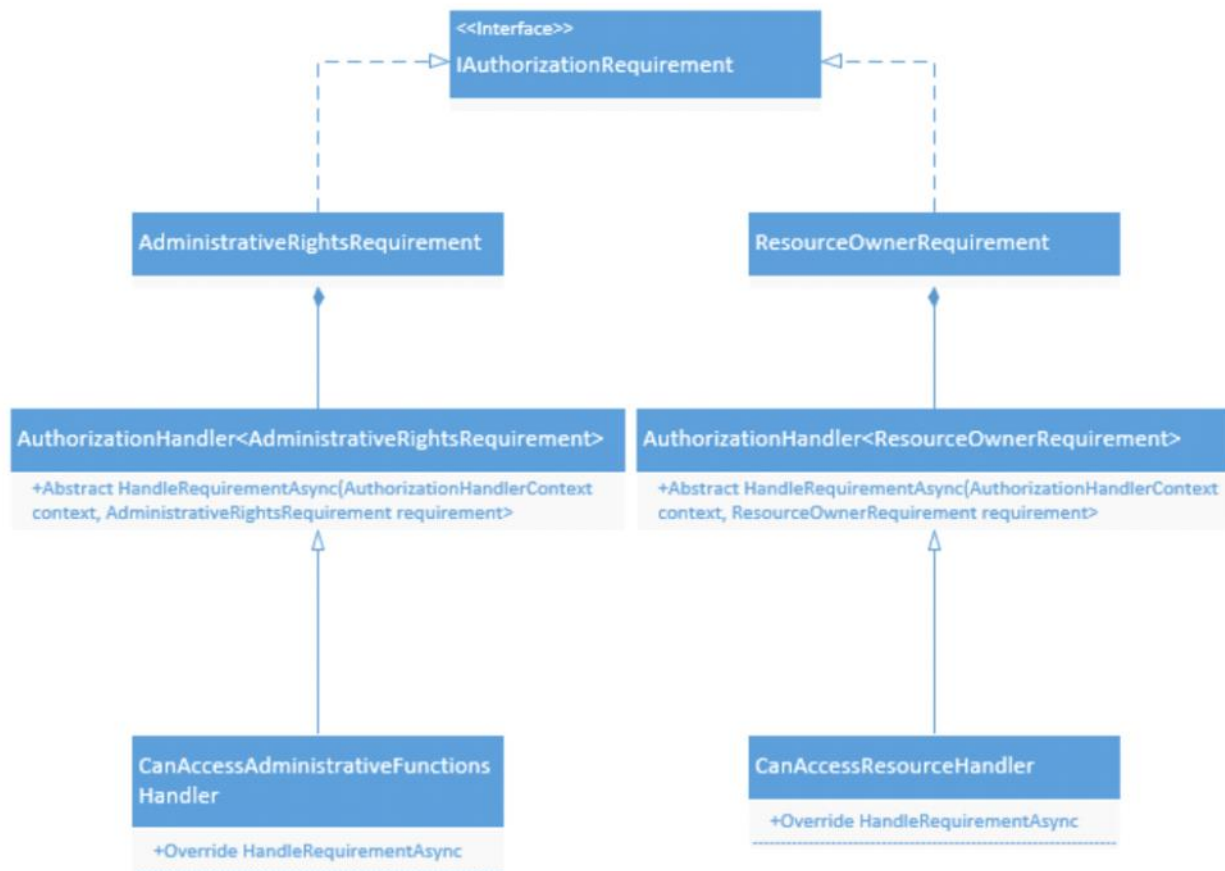 <<Interface>>
IAuthorizationRequirement
AdministrativeRightsRequirement
ResourceOwnerRequirement
AuthorizationHandler<AdministrativeRightsRequirement>
+Abstract HandleRequirementAsync(AuthorizationHandlerContext
context, AdministrativeRightsRequirement requirement>
AuthorizationHandler<ResourceOwnerRequirement>
+Abstract HandleRequirementAsync(AuthorizationHandlerContext
context, ResourceOwnerRequirement requirement>
CanAccessAdministrativeFunctions
Handler
+Override HandleRequirementAsync
CanAccessResourceHandler
+Override HandleRequirementAsync